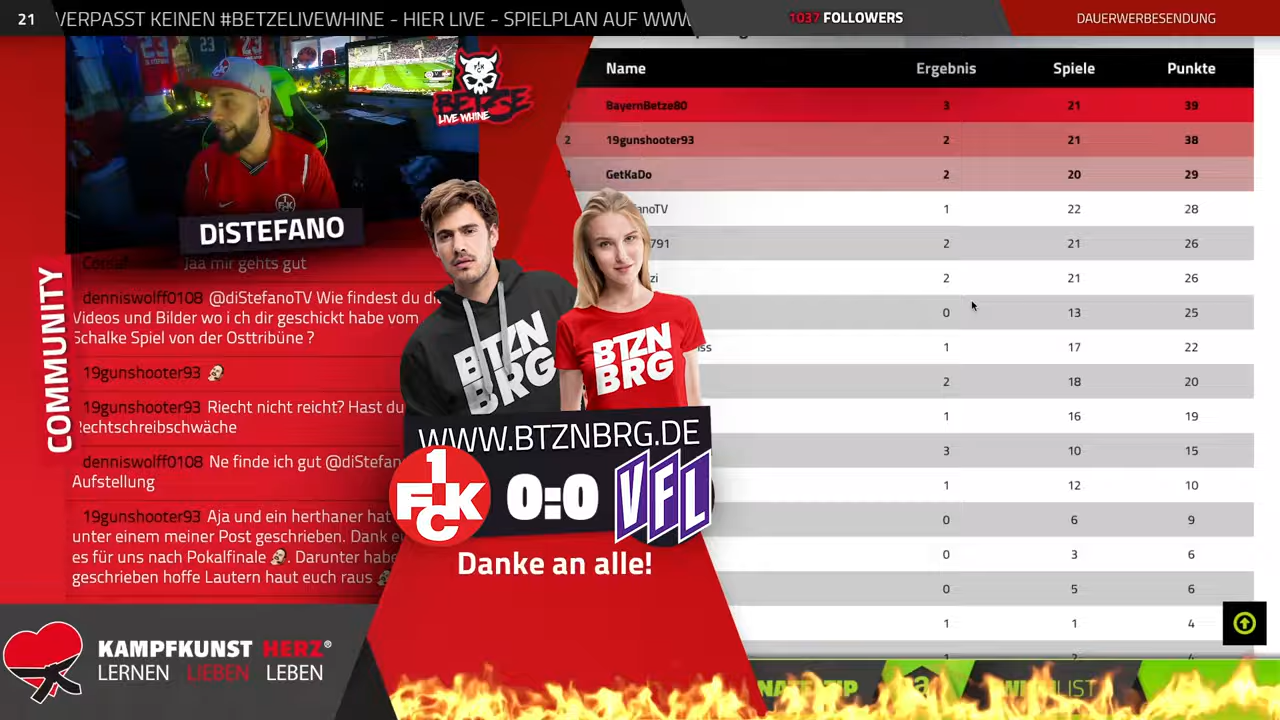 21
VERPASST KEINEN #BETZELIVEWHINE - HIER LIVE - SPIELPLAN AUF WWW
1037 FOLLOWERS
DAUERWERBESENDUNG
BETZE
LIVE WHINE
DiSTEFANO
COMMUNITY
Jaa mir gehts gut
denniswolff0108 @diStefanoTV Wie findest du die
Videos und Bilder wo i ch dir geschickt habe vom
Schalke Spiel von der Osttribüne ?
19gunshooter93
19gunshooter93 Riecht nicht reicht? Hast du
Rechtschreibschwäche
denniswolff0108 Ne finde ich gut @diStefan
Aufstellung
19gunshooter93 Aja und ein herthaner hat
unter einem meiner Post geschrieben. Dank e
es für uns nach Pokalfinale . Darunter habe
geschrieben hoffe Lautern haut euch raus
Name Ergebnis Spiele Punkte
BayernBetze80 3 21 39
2 19gunshooter93 2 21 38
GetKaDo 2 20 29
fanoTV 1 22 28
791 2 21 26
zi 2 21 26
0 13 25
iss 1 17 22
2 18 20
1 16 19
3 10 15
1 12 10
0 6 9
0 3 6
0 5 6
1 1 4
BTZN
BRG
BTZN
BRG
WWW.BTZNBRG.DE
1
FCK
0:0
VFL
Danke an alle!
KAMPFKUNST HERZ®
LERNEN LIEBEN LEBEN